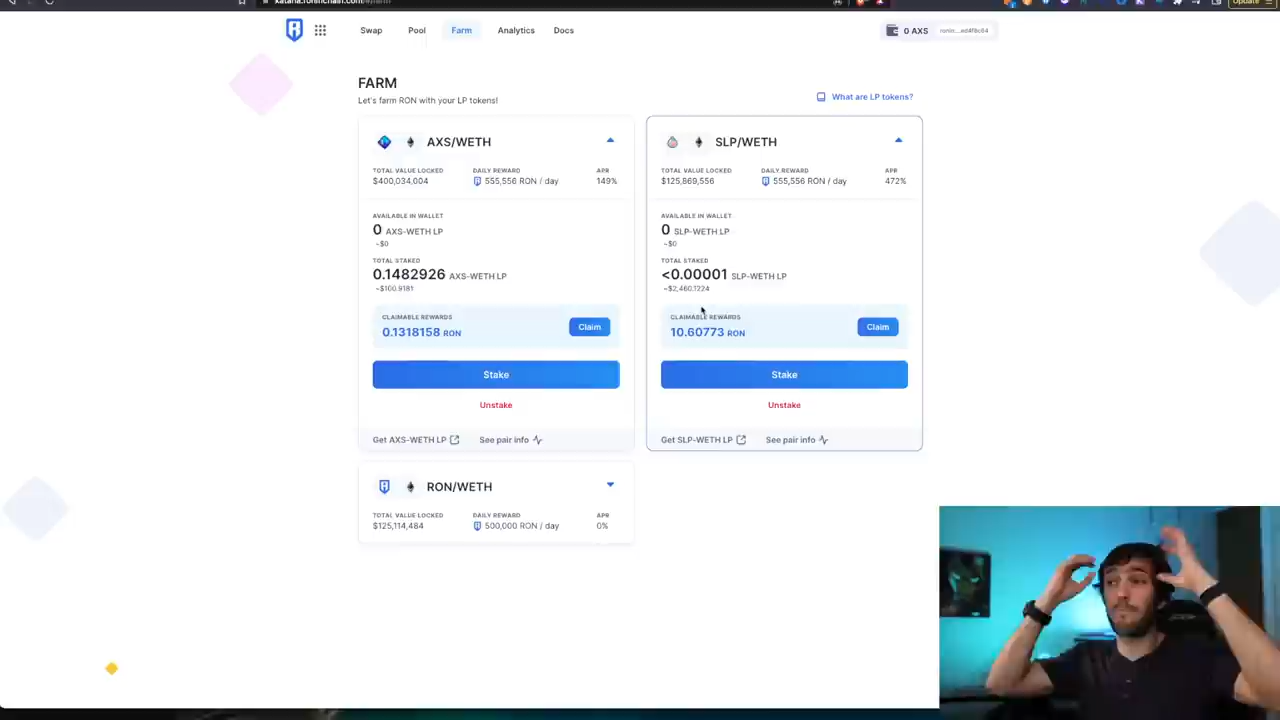 Update
Swap
Pool
Farm
Analytics
Docs
0 AXS
FARM
Let's farm RON with your LP tokens!
What are LP tokens?
AXS/WETH
TOTAL VALUE LOCKED
DAILY REWARD
APR
$400,034,004
555,556 RON / day
149%
AVAILABLE IN WALLET
0 AXS-WETH LP
~$0
TOTAL STAKED
0.1482926 AXS-WETH LP
~$100.9181
CLAIMABLE REWARDS
0.1318158 RON
Claim
Stake
Unstake
Get AXS-WETH LP
See pair info
SLP/WETH
TOTAL VALUE LOCKED
DAILY REWARD
APR
$125,869,556
555,556 RON / day
472%
AVAILABLE IN WALLET
0 SLP-WETH LP
~$0
TOTAL STAKED
<0.00001 SLP-WETH LP
~$2,460.1224
CLAIMABLE REWARDS
10.60773 RON
Claim
Stake
Unstake
Get SLP-WETH LP
See pair info
RON/WETH
TOTAL VALUE LOCKED
DAILY REWARD
APR
$125,114,484
500,000 RON / day
0%